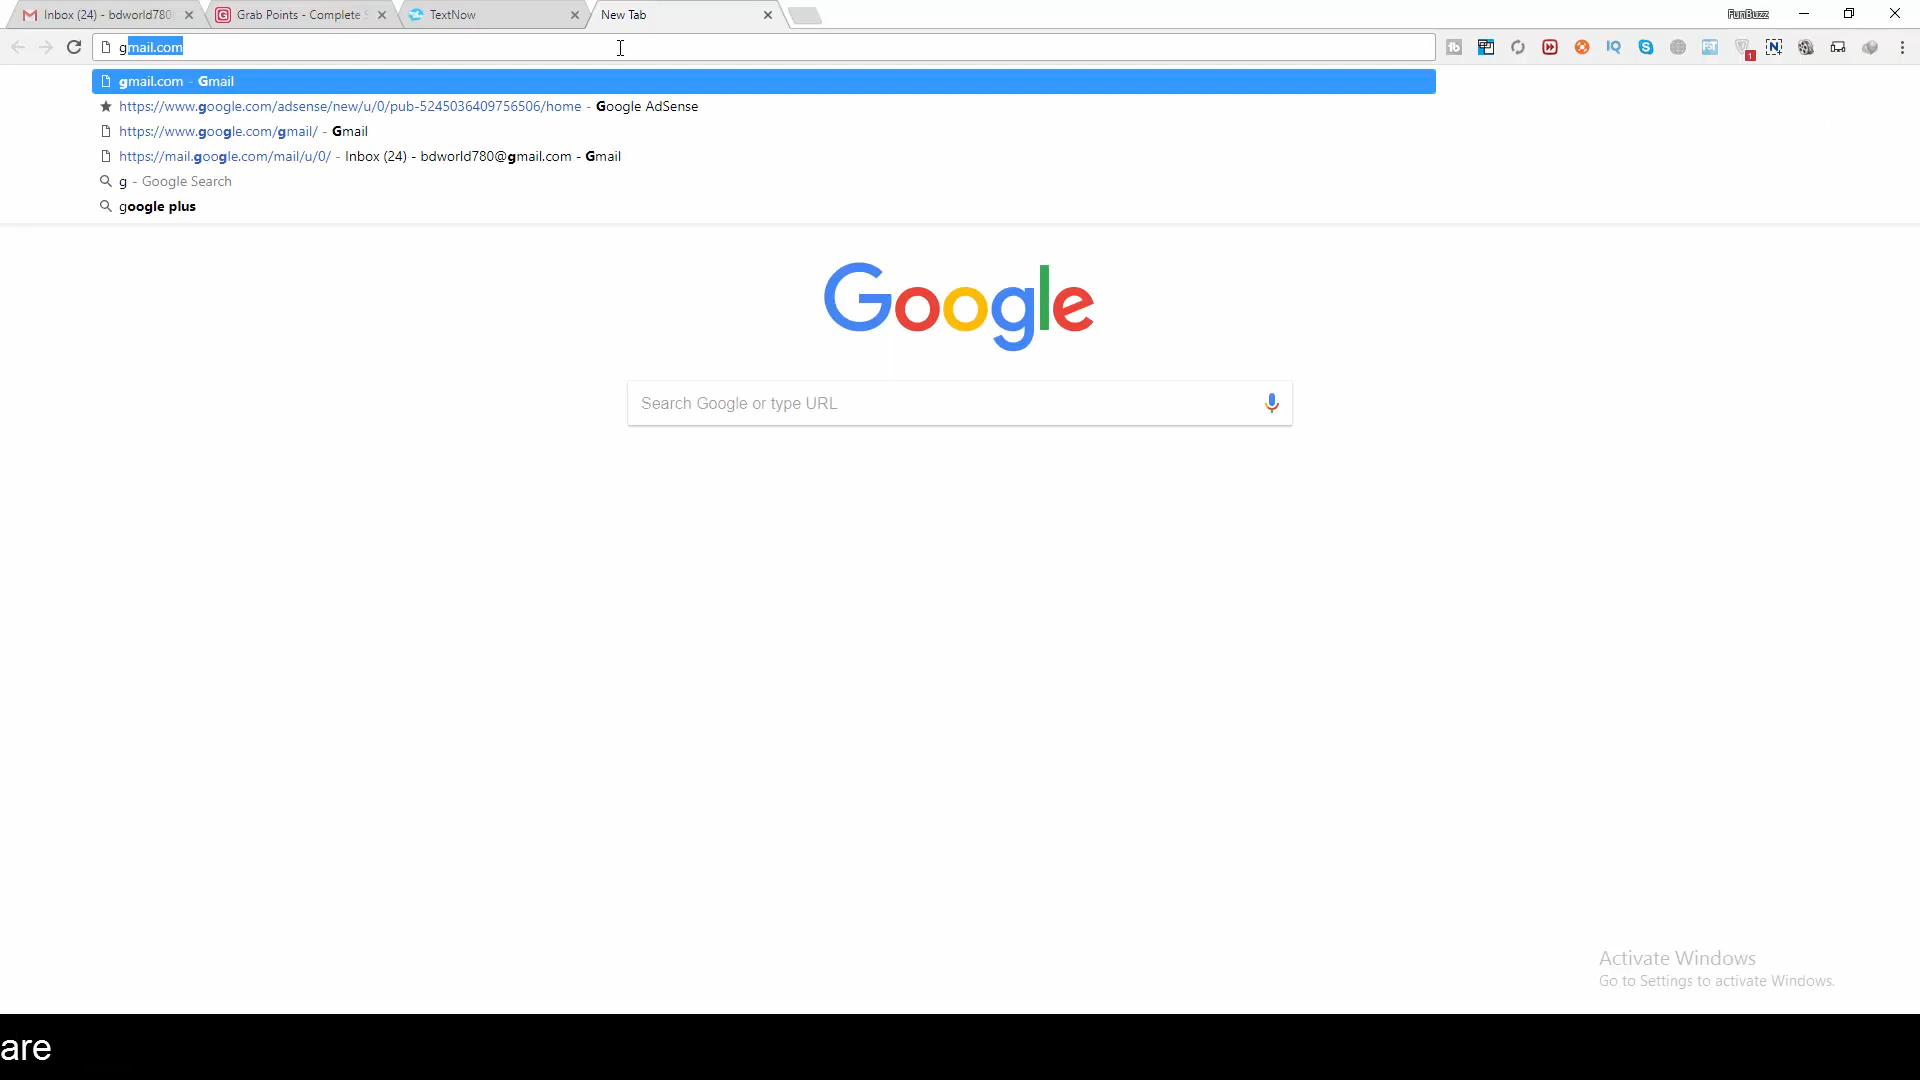 Inbox (24) - bdworld780
Grab Points - Complete S
TextNow
New Tab
FunBuzz
gmail.com
gmail.com - Gmail
https://www.google.com/adsense/new/u/0/pub-5245036409756506/home - Google AdSense
https://www.google.com/gmail/ - Gmail
https://mail.google.com/mail/u/0/ - Inbox (24) - bdworld780@gmail.com - Gmail
g - Google Search
google plus
Google
Search Google or type URL
Activate Windows
Go to Settings to activate Windows.
are